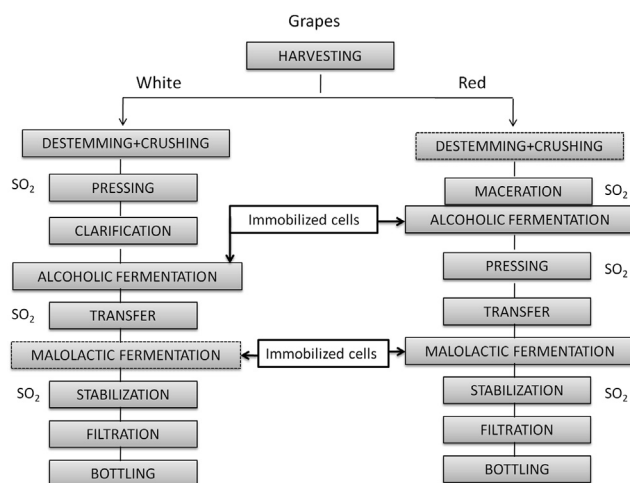 Grapes
HARVESTING
White
Red
DESTEMMING+CRUSHING
SO₂
PRESSING
CLARIFICATION
ALCOHOLIC FERMENTATION
SO₂
TRANSFER
MALOLACTIC FERMENTATION
SO₂
STABILIZATION
FILTRATION
BOTTLING
Immobilized cells
Immobilized cells
DESTEMMING+CRUSHING
MACERATION
SO₂
ALCOHOLIC FERMENTATION
PRESSING
SO₂
TRANSFER
MALOLACTIC FERMENTATION
STABILIZATION
SO₂
FILTRATION
BOTTLING